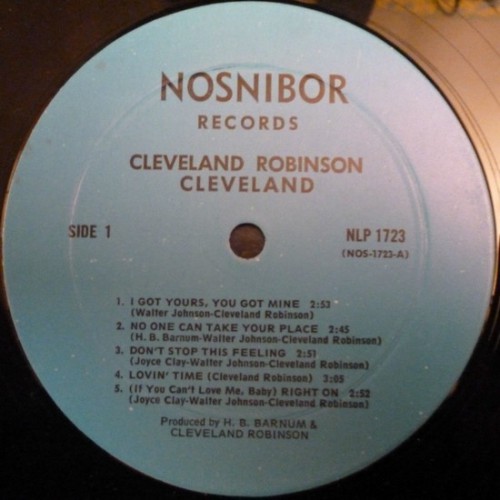 NOSNIBOR
RECORDS
CLEVELAND ROBINSON
CLEVELAND
SIDE 1
NLP 1723
(NOS-1723-A)
1. I GOT YOURS, YOU GOT MINE 2:53
(Walter Johnson-Cleveland Robinson)
2. NO ONE CAN TAKE YOUR PLACE 2:45
(H. B. Barnum-Walter Johnson-Cleveland Robinson)
3. DON'T STOP THIS FEELING 2:51
(Joyce Clay-Walter Johnson-Cleveland Robinson)
4. LOVIN' TIME (Cleveland Robinson) 3:05
5. (If You Can't Love Me, Baby) RIGHT ON 2:52
(Joyce Clay-Walter Johnson-Cleveland Robinson)
Produced by H. B. BARNUM &
CLEVELAND ROBINSON